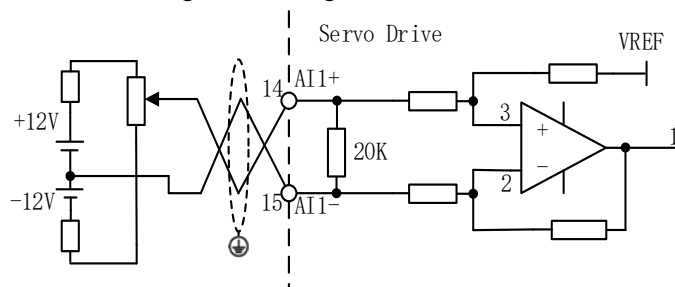 Servo Drive
VREF
14
AI1+
+12V
3
+
1
20K
−
2
-12V
15
AI1-